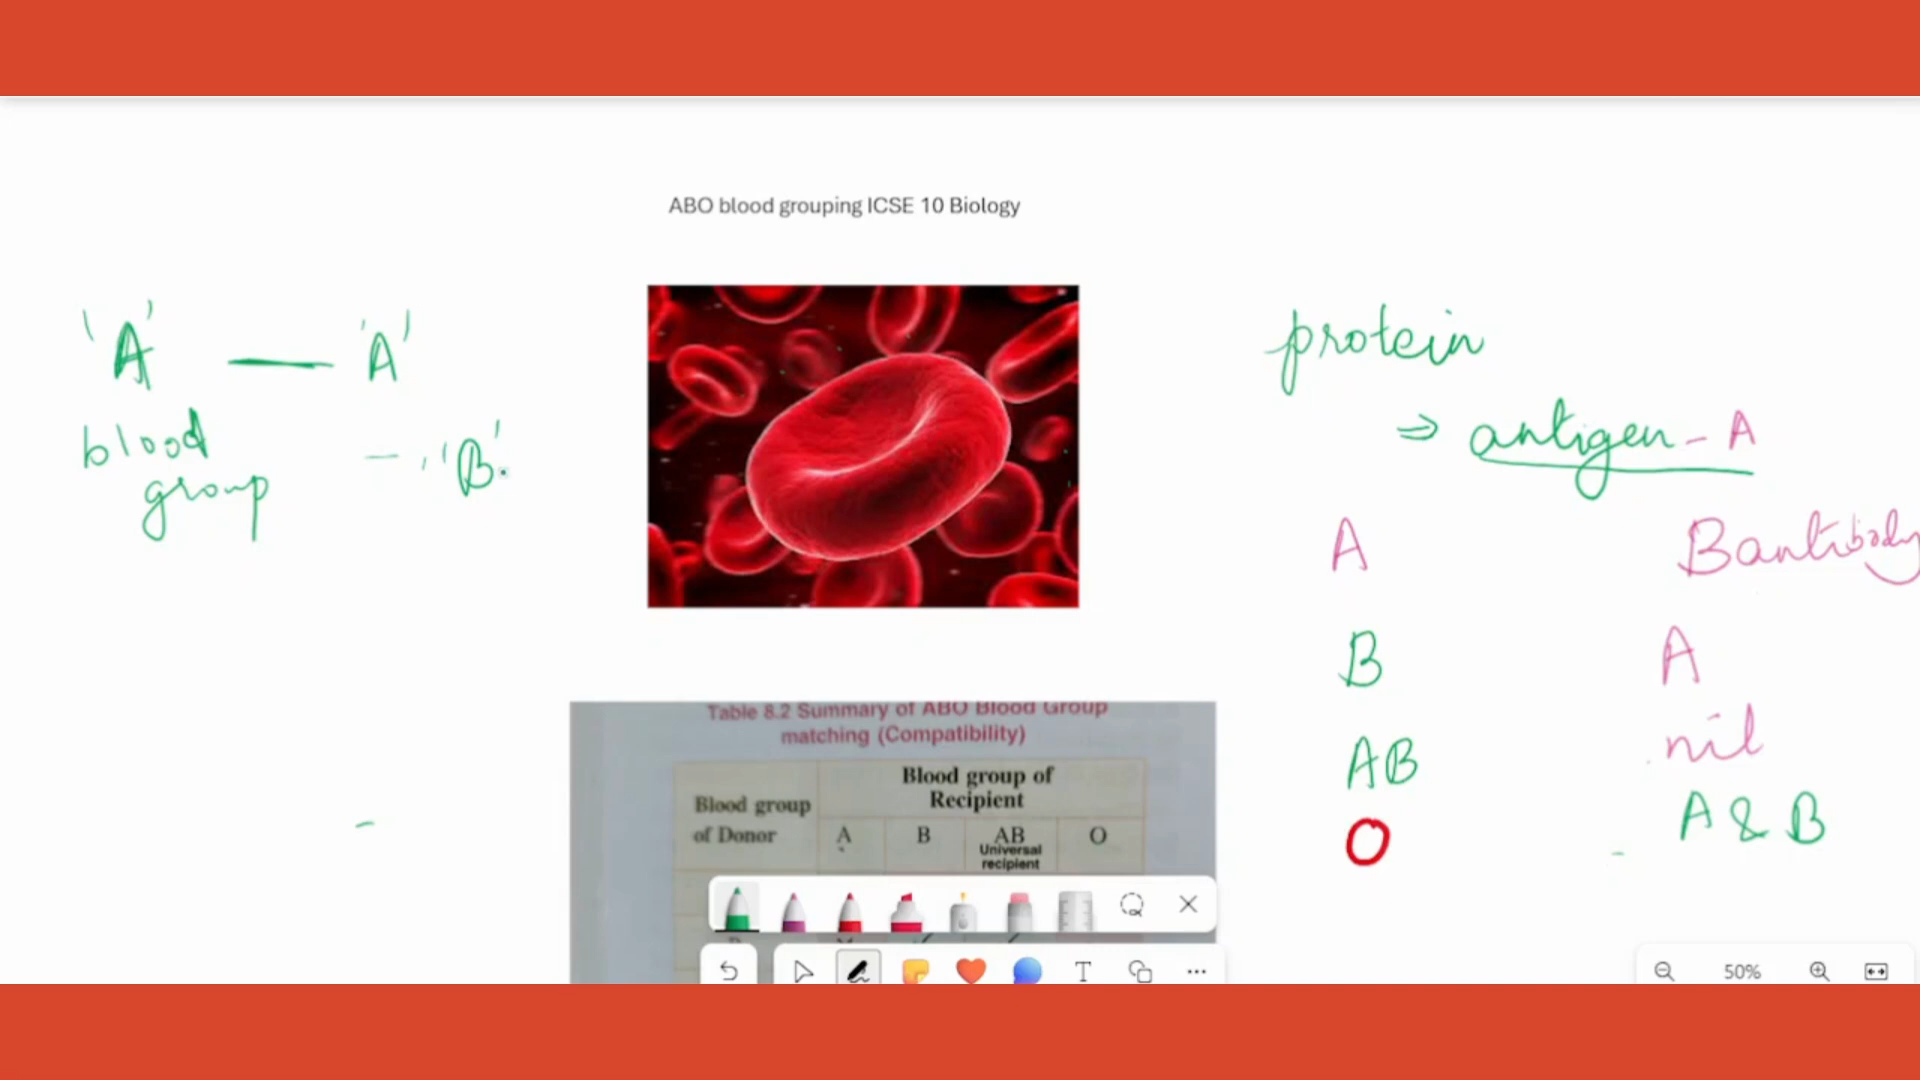 ABO blood grouping ICSE 10 Biology
'A' — 'A'
blood
group
- 'B'
protein
⇒ antigen - A
A B antibody
B A
AB nil
O A & B
Table 8.2 Summary of ABO Blood Group
matching (Compatibility)
Blood group of Donor
Blood group of
Recipient
A B AB O
Universal
recipient
T
50%